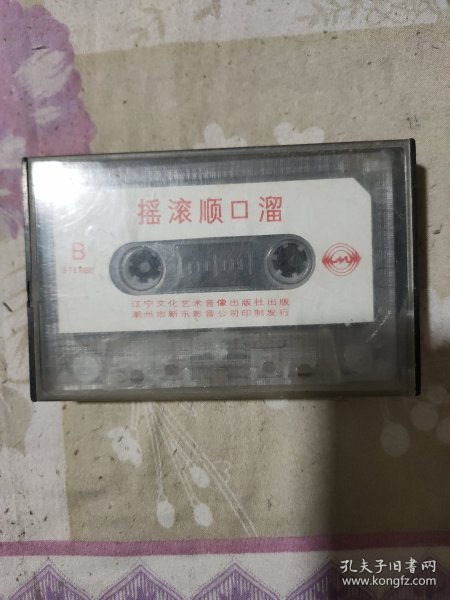 摇滚顺口溜
B
STEREO
辽宁文化艺术音像出版社出版
潮州市新乐影音公司印制发行
孔夫子旧书网
www.kongfz.com